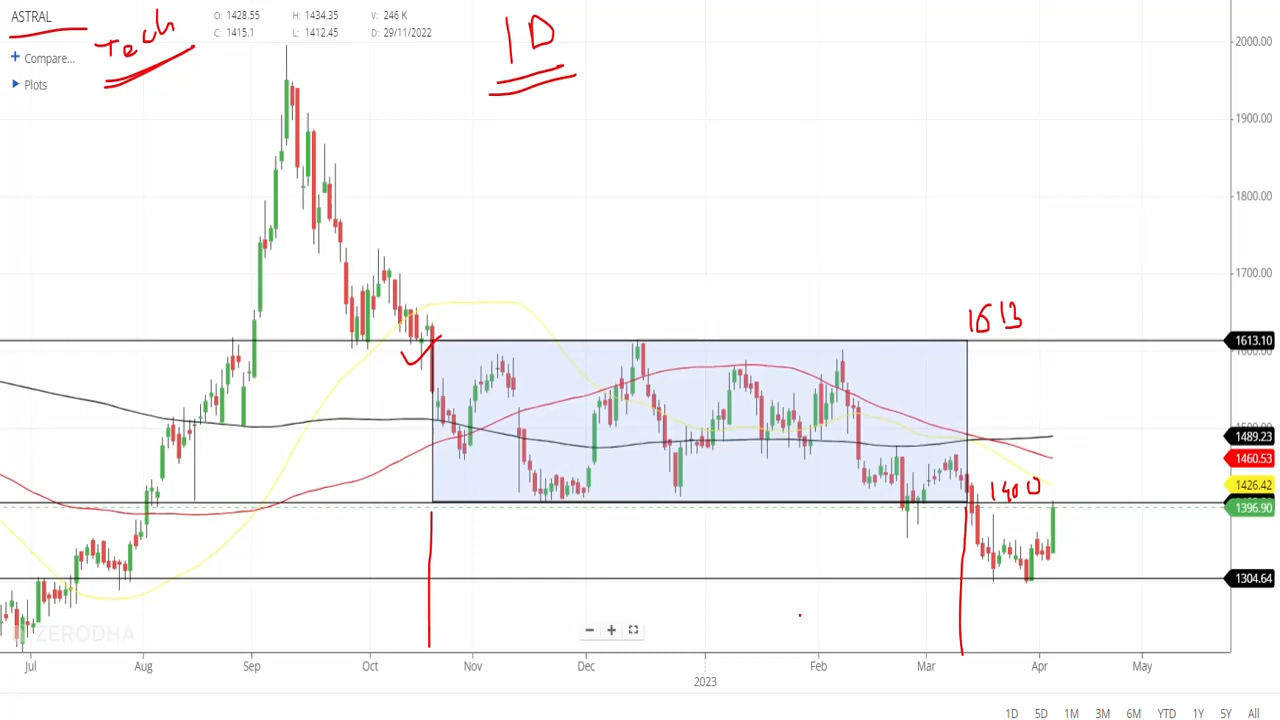 ASTRAL
O: 1428.55 H: 1434.35 V: 246 K
C: 1415.1 L: 1412.45 D: 29/11/2022
Tech
1D
+ Compare...
Plots
2000.00
1900.00
1800.00
1700.00
1613
1613.10
1600.00
1489.23
1460.53
1400
1426.42
1396.90
1304.64
ZERODHA
Jul Aug Sep Oct Nov Dec Feb Mar Apr May
2023
1D 5D 1M 3M 6M YTD 1Y 5Y All